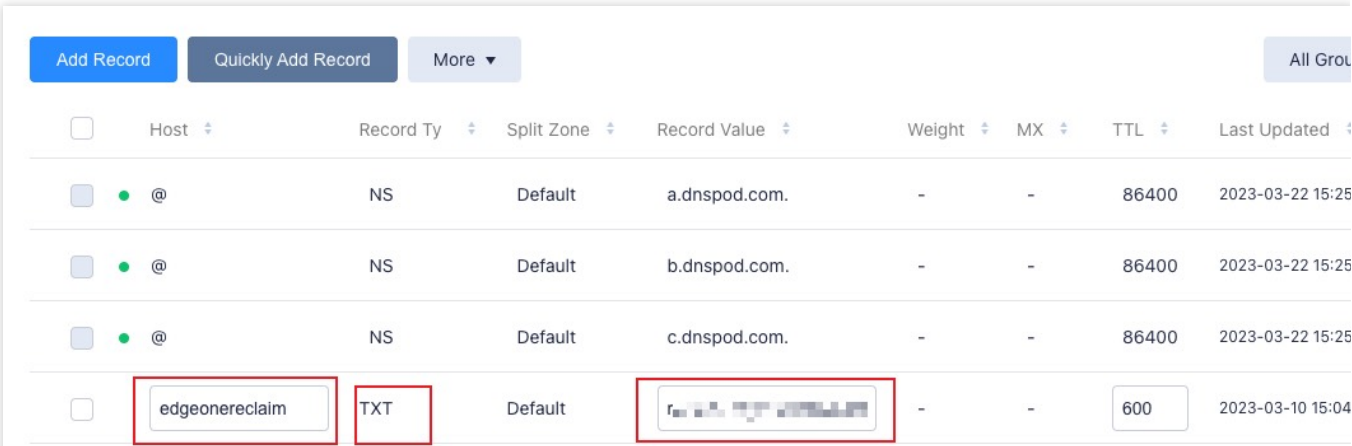 Add Record Quickly Add Record More ▼ All Grou
Host Record Ty Split Zone Record Value Weight MX TTL Last Updated
@ NS Default a.dnspod.com. - - 86400 2023-03-22 15:25
@ NS Default b.dnspod.com. - - 86400 2023-03-22 15:25
@ NS Default c.dnspod.com. - - 86400 2023-03-22 15:25
edgeonereclaim TXT Default - - 600 2023-03-10 15:04